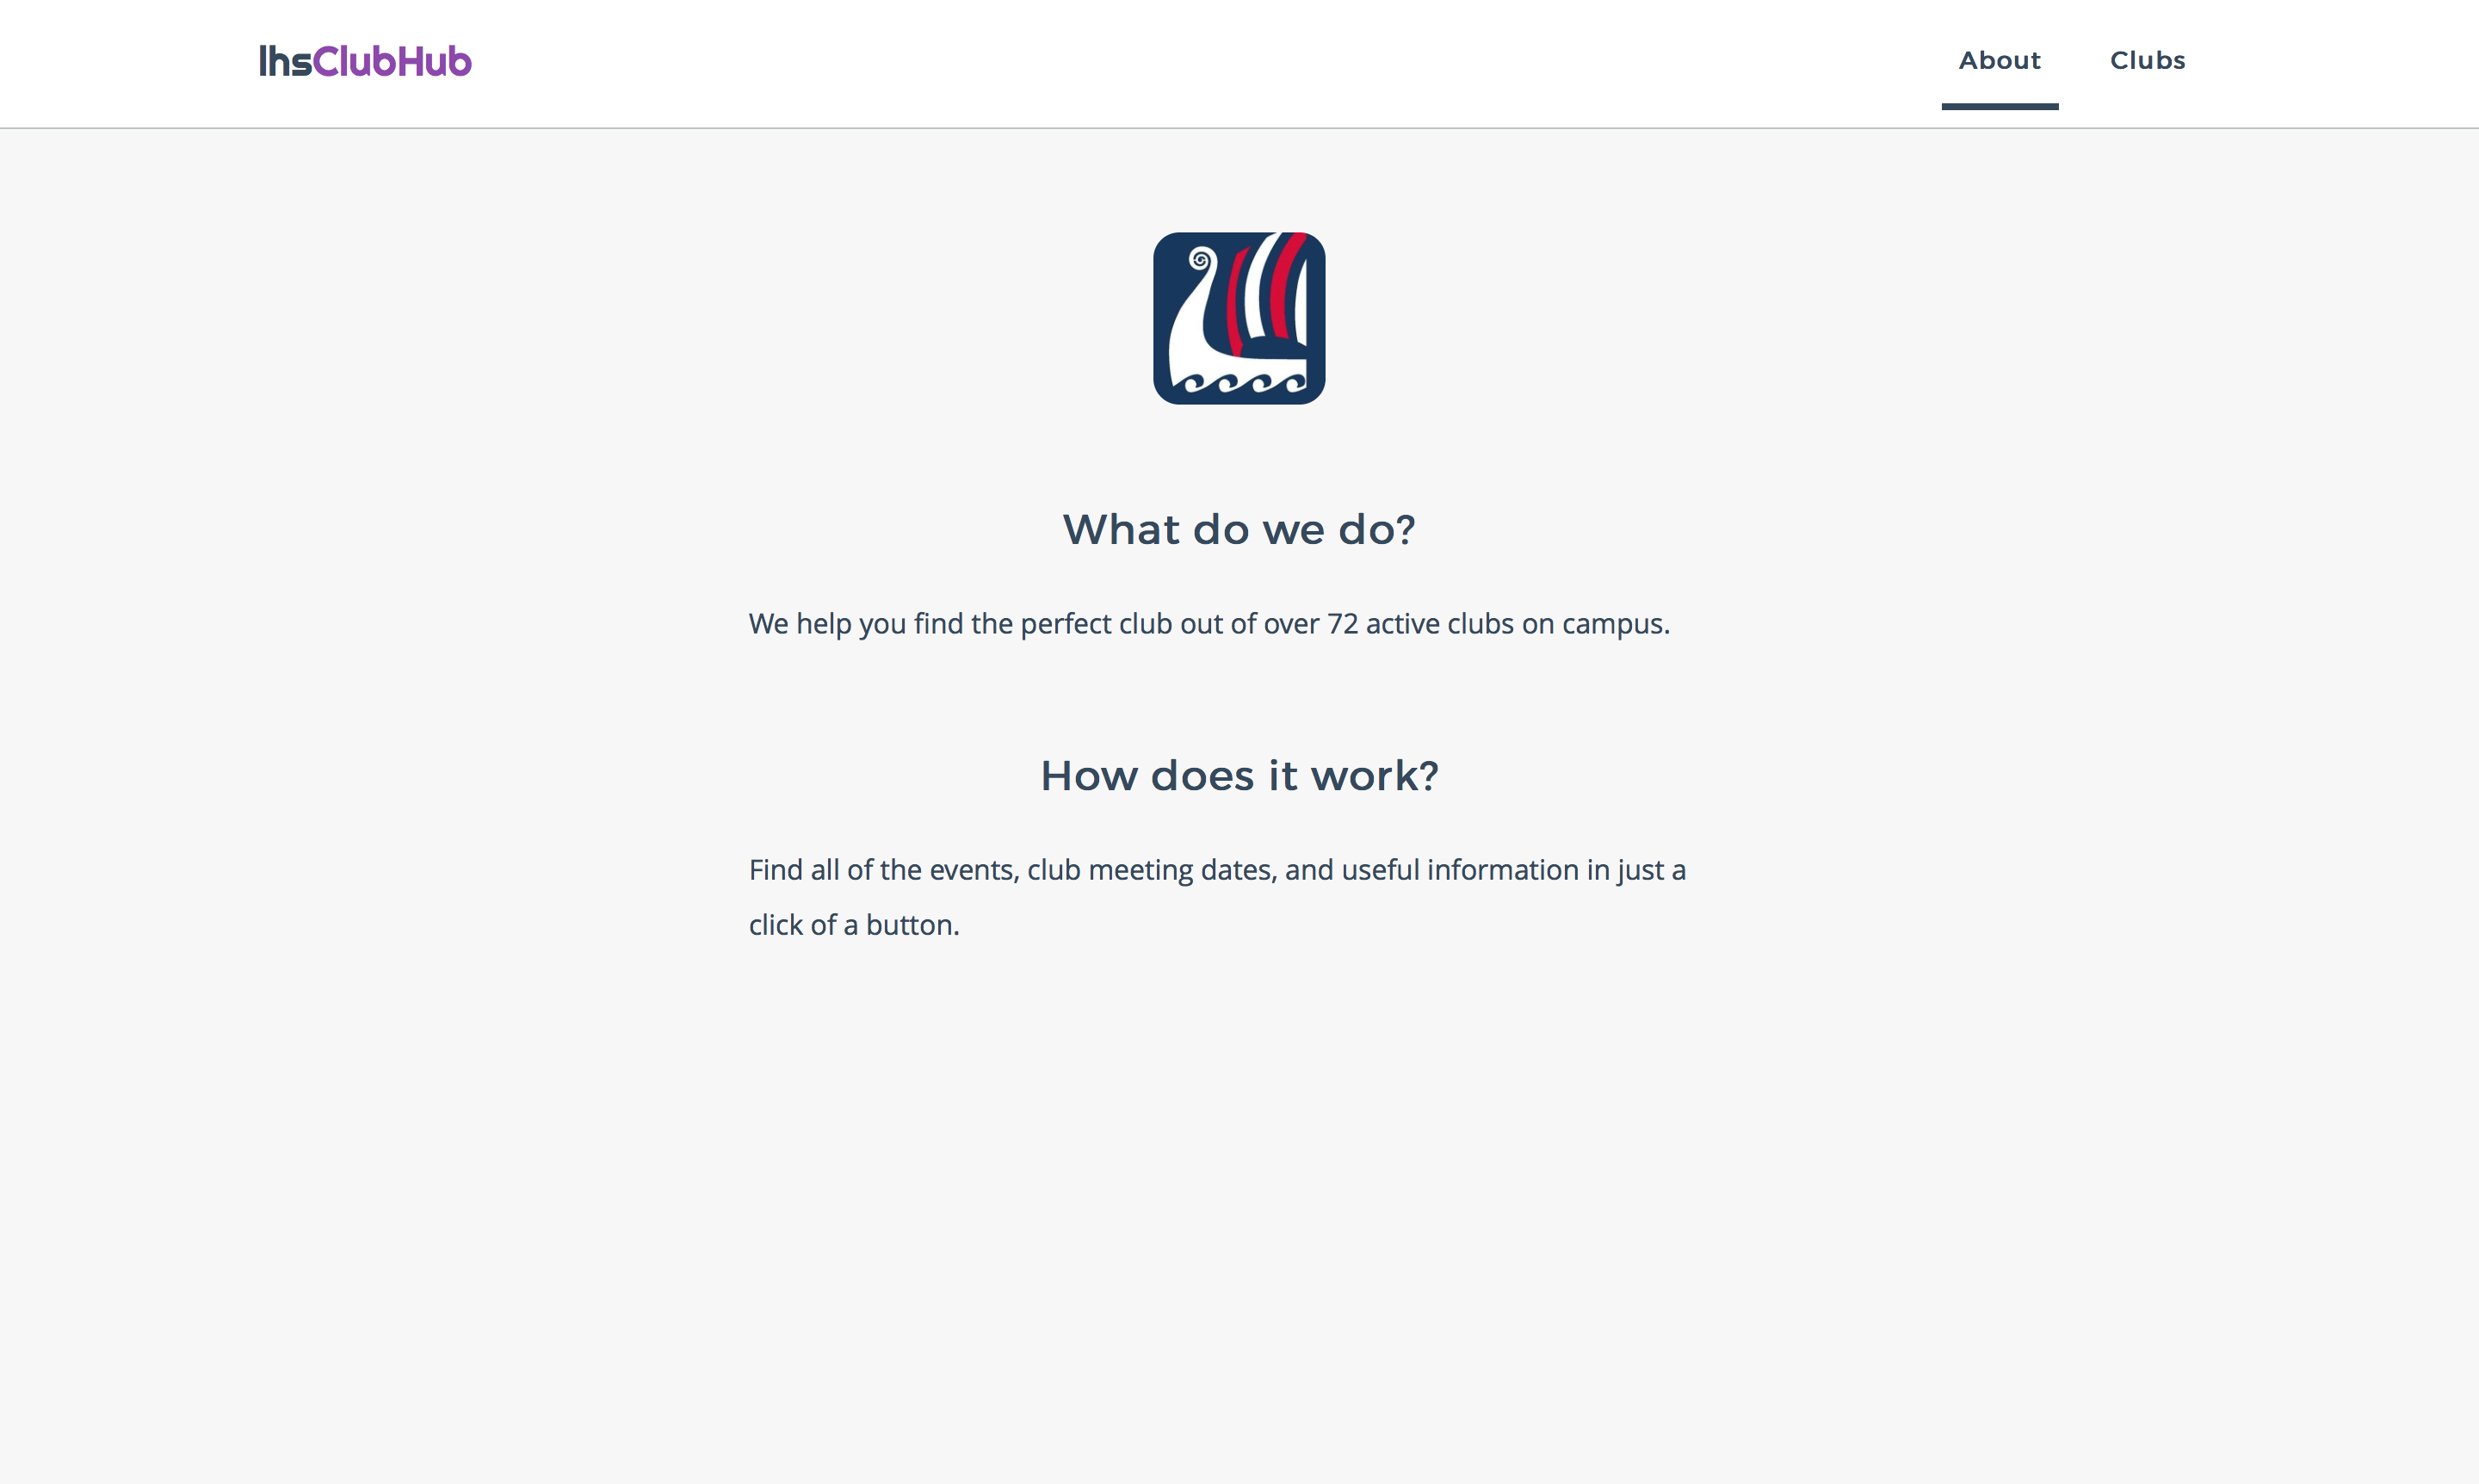 lhsClubHub
About
Clubs
What do we do?
We help you find the perfect club out of over 72 active clubs on campus.
How does it work?
Find all of the events, club meeting dates, and useful information in just a
click of a button.